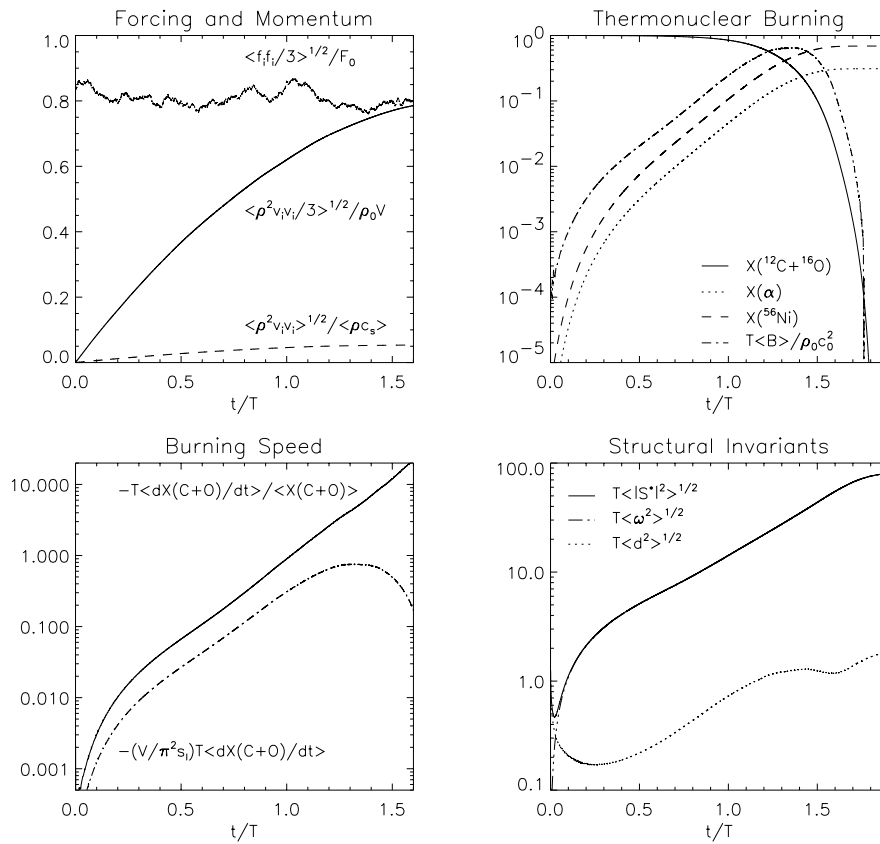 Forcing and Momentum
<f_i f_i/3>^{1/2}/F_0
<ρ^2 v_i v_i/3>^{1/2}/ρ_0 V
<ρ^2 v_i v_i>^{1/2}/<ρc_s>
1.0
0.8
0.6
0.4
0.2
0.0
0.0 0.5 1.0 1.5
t/T
Thermonuclear Burning
10^0
10^{-1}
10^{-2}
10^{-3}
10^{-4}
10^{-5}
X(^{12}C+^{16}O)
X(α)
X(^{56}Ni)
T<B>/ρ_0 c_0^2
0.0 0.5 1.0 1.5
t/T
Burning Speed
-T<dX(C+O)/dt>/<X(C+O)>
-(V/π^2 s_l)T<dX(C+O)/dt>
10.000
1.000
0.100
0.010
0.001
0.0 0.5 1.0 1.5
t/T
Structural Invariants
T<|S*|^2>^{1/2}
T<ω^2>^{1/2}
T<d^2>^{1/2}
100.0
10.0
1.0
0.1
0.0 0.5 1.0 1.5
t/T